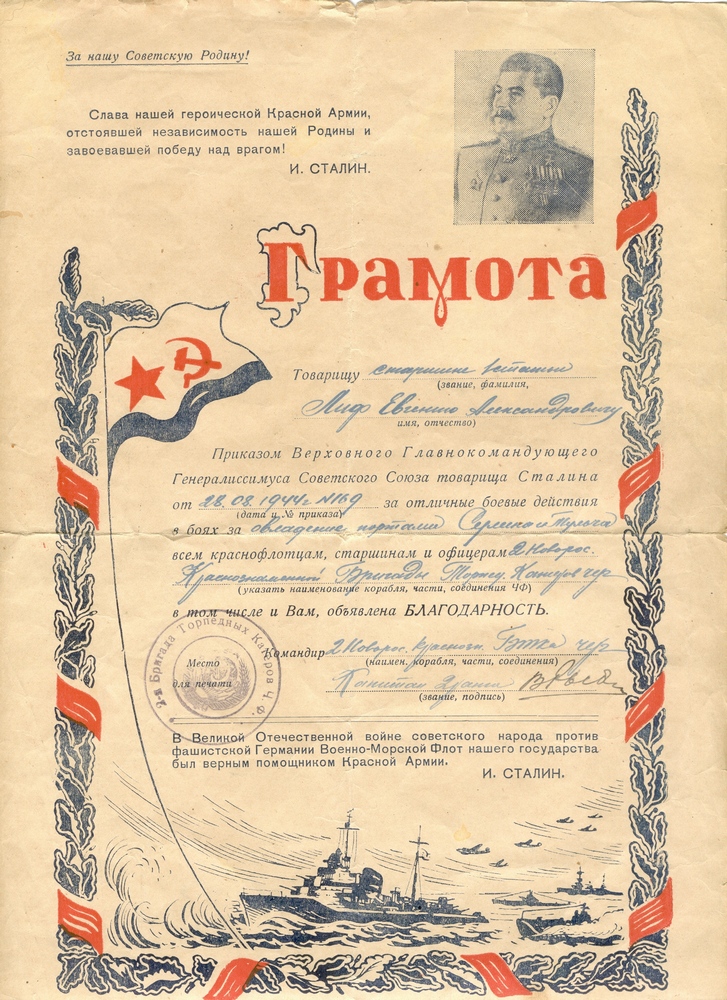 За нашу Советскую Родину!
Слава нашей героической Красной Армии,
отстоявшей независимость нашей Родины и
завоевавшей победу над врагом!
И. СТАЛИН.
Грамота
Товарищу старшине 1 статьи
(звание, фамилия,
Лиф Евгению Александровичу
имя, отчество)
Приказом Верховного Главнокомандующего
Генералиссимуса Советского Союза товарища Сталина
от 28.08.1944г. №169 за отличные боевые действия
(дата и № приказа)
в боях за овладение портами Сулина и Тульча
всем краснофлотцам, старшинам и офицерам 2 Новорос.
Краснознаменной Бригады Торпед. Катеров чф
(указать наименование корабля, части, соединения ЧФ)
в том числе и Вам, объявлена БЛАГОДАРНОСТЬ.
Командир 2 Новорос. Красноз. Бтка чф
(наимен. корабля, части, соединения)
Капитан 2 ранга
(звание, подпись)
Место
для печати
2-я Бригада Торпедных Катеров Ч.Ф.
В Великой Отечественной войне советского народа против
фашистской Германии Военно-Морской Флот нашего государства
был верным помощником Красной Армии.
И. СТАЛИН.